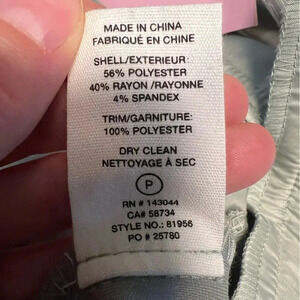 MADE IN CHINA
FABRIQUÉ EN CHINE
SHELL/EXTERIEUR:
56% POLYESTER
40% RAYON /RAYONNE
4% SPANDEX
TRIM/GARNITURE:
100% POLYESTER
DRY CLEAN
NETTOYAGE À SEC
P
RN # 143044
CA# 58734
STYLE NO.: 81956
PO # 25780